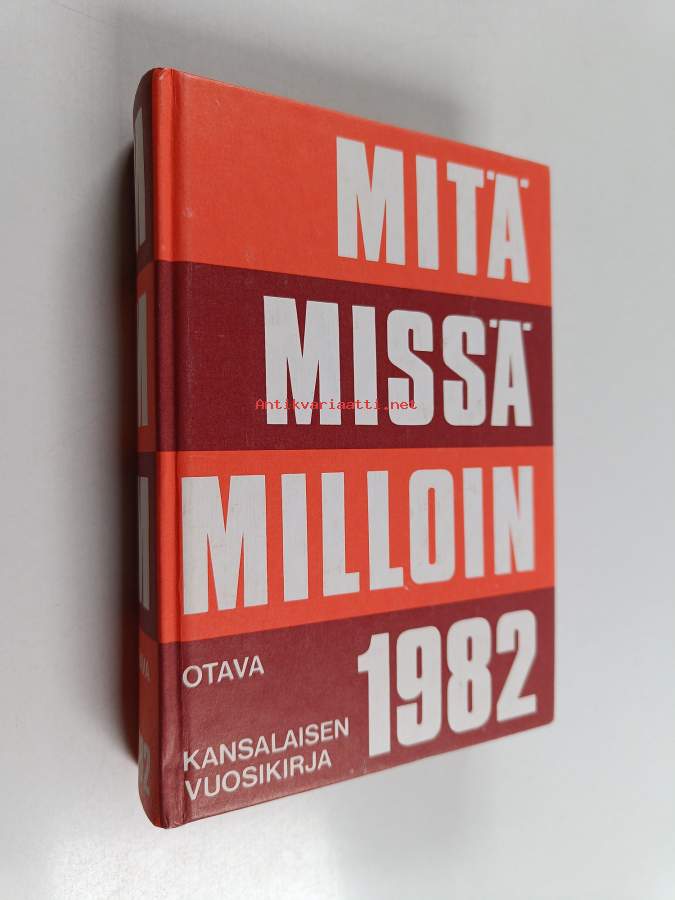 MITÄ
MISSÄ
Antikvariaatti.net
MILLOIN
1982
OTAVA
KANSALAISEN
VUOSIKIRJA